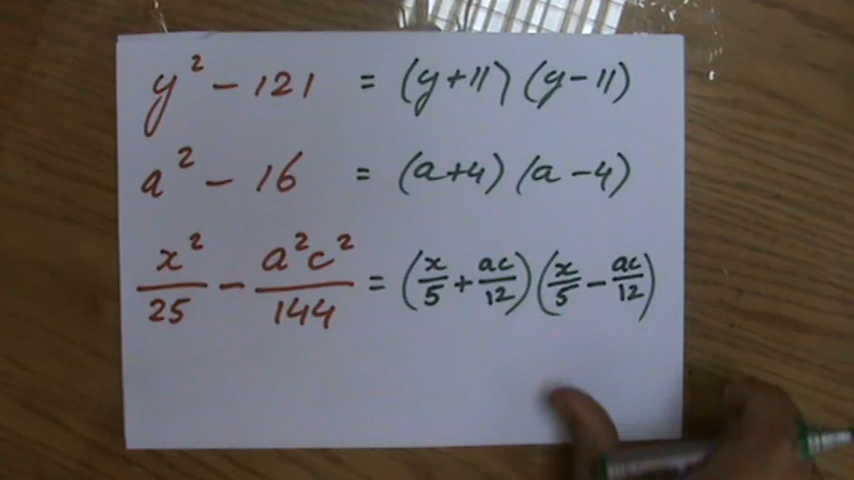 y² - 121 = (y+11) (y-11)
a² - 16 = (a+4) (a-4)
x²/25 - a²c²/144 = (x/5 + ac/12)(x/5 - ac/12)